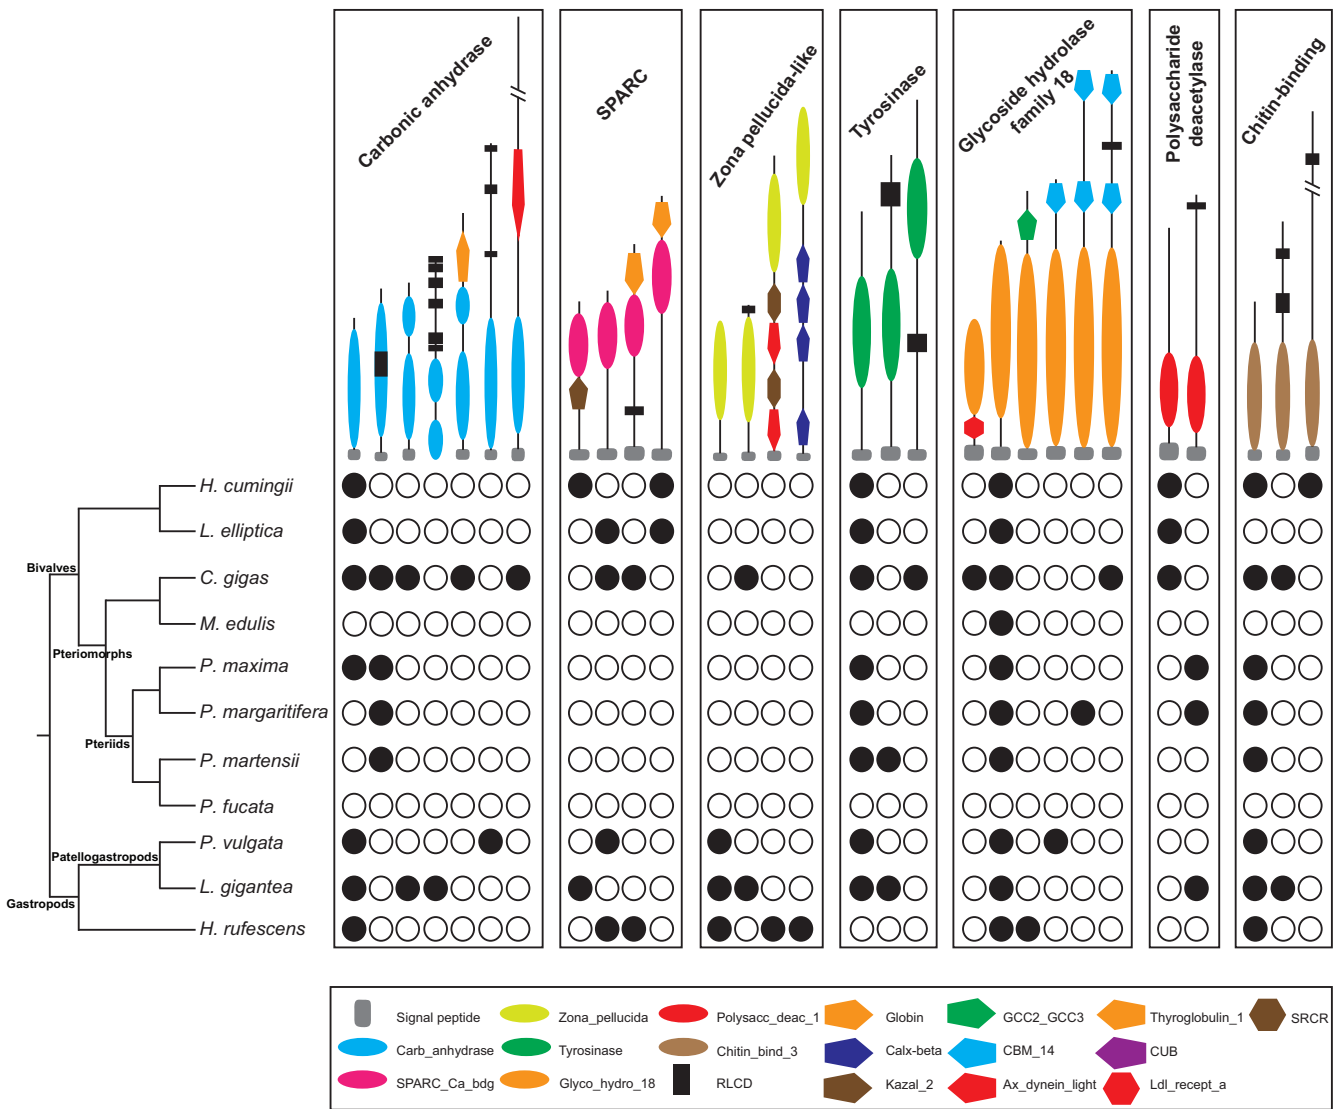 Carbonic anhydrase
SPARC
Zona pellucida-like
Tyrosinase
Glycoside hydrolase
family 18
Polysaccharide
deacetylase
Chitin-binding
H. cumingii
L. elliptica
Bivalves
C. gigas
M. edulis
Pteriomorphs
P. maxima
P. margaritifera
Pteriids
P. martensii
P. fucata
P. vulgata
Patellogastropods
L. gigantea
Gastropods
H. rufescens
Signal peptide Zona_pellucida Polysacc_deac_1 Globin GCC2_GCC3 Thyroglobulin_1 SRCR
Carb_anhydrase Tyrosinase Chitin_bind_3 Calx-beta CBM_14 CUB
SPARC_Ca_bdg Glyco_hydro_18 RLCD Kazal_2 Ax_dynein_light Ldl_recept_a